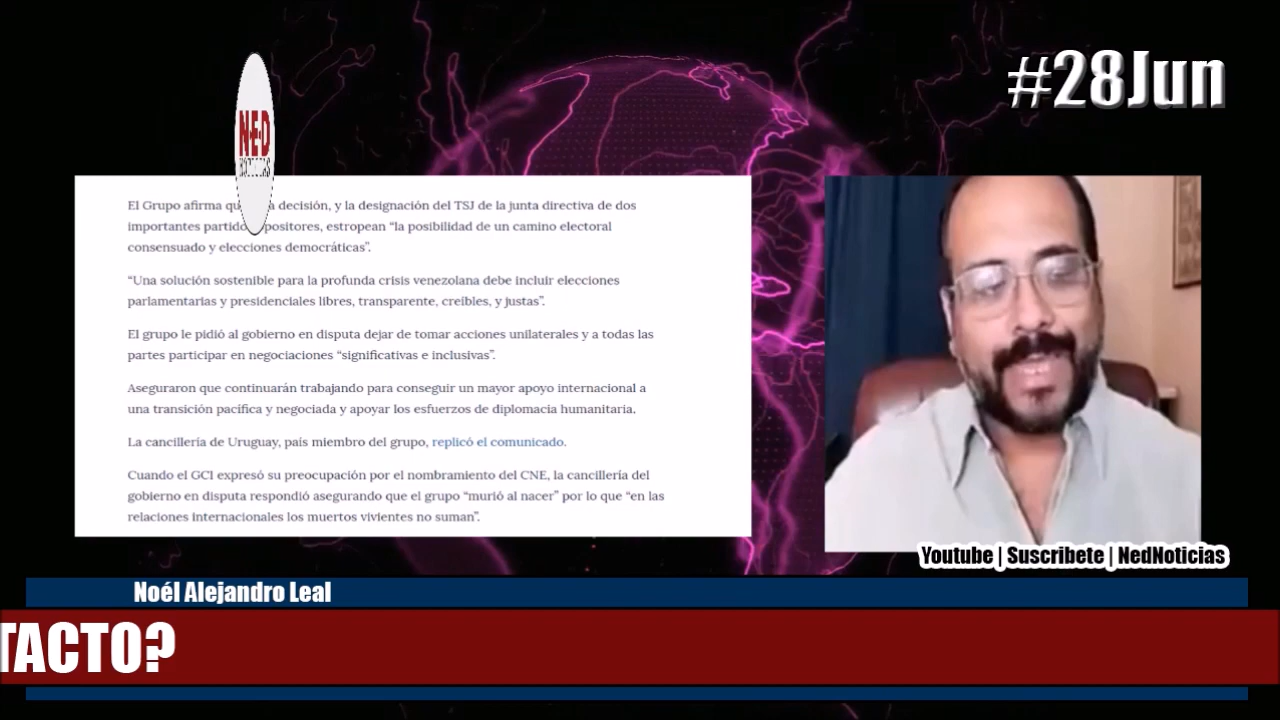 #28Jun
N·E·D
NOTICIAS
El Grupo afirma qu a decisión, y la designación del TSJ de la junta directiva de dos
importantes partido positores, estropean “la posibilidad de un camino electoral
consensuado y elecciones democráticas”.
“Una solución sostenible para la profunda crisis venezolana debe incluir elecciones
parlamentarias y presidenciales libres, transparente, creíbles, y justas”.
El grupo le pidió al gobierno en disputa dejar de tomar acciones unilaterales y a todas las
partes participar en negociaciones “significativas e inclusivas”.
Aseguraron que continuarán trabajando para conseguir un mayor apoyo internacional a
una transición pacífica y negociada y apoyar los esfuerzos de diplomacia humanitaria.
La cancillería de Uruguay, país miembro del grupo, replicó el comunicado.
Cuando el GCI expresó su preocupación por el nombramiento del CNE, la cancillería del
gobierno en disputa respondió asegurando que el grupo “murió al nacer” por lo que “en las
relaciones internacionales los muertos vivientes no suman”.
Youtube | Suscribete | NedNoticias
Noél Alejandro Leal
TACTO?